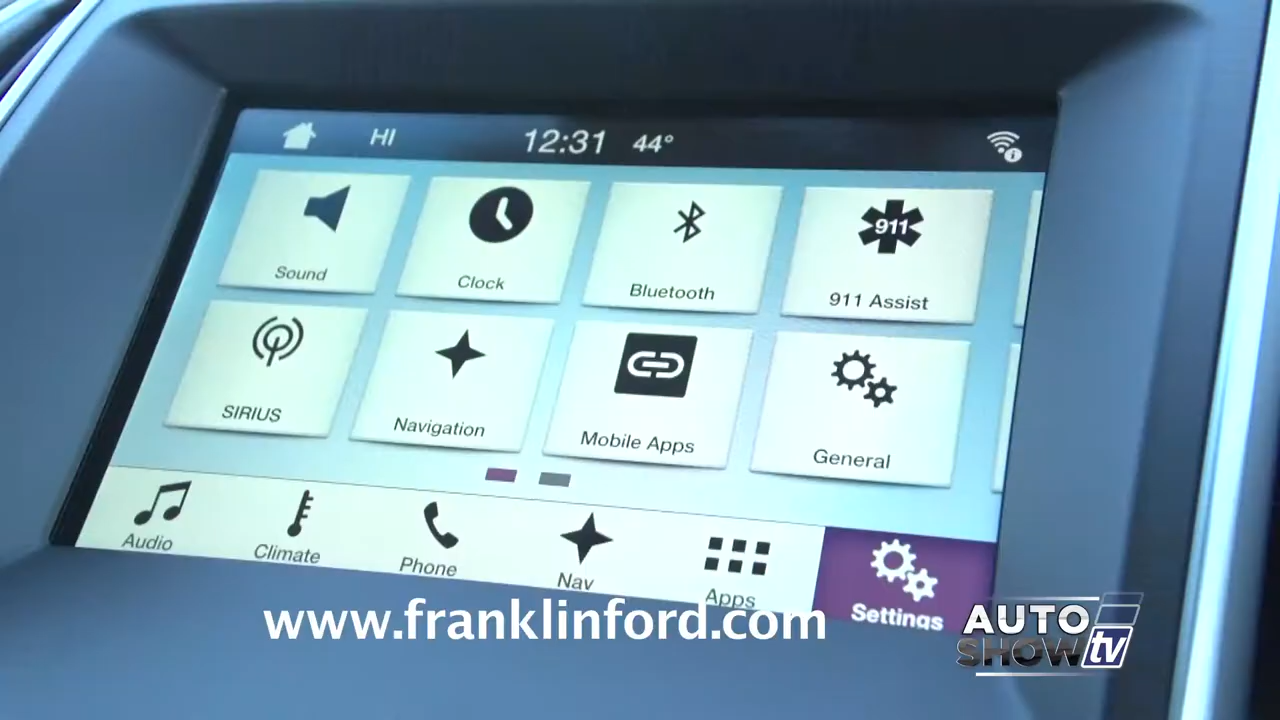 HI 12:31 44°
Sound Clock Bluetooth 911 911 Assist
SIRIUS Navigation Mobile Apps General
Audio Climate Phone Nav Apps Settings
www.franklinford.com
AUTO
SHOW tv